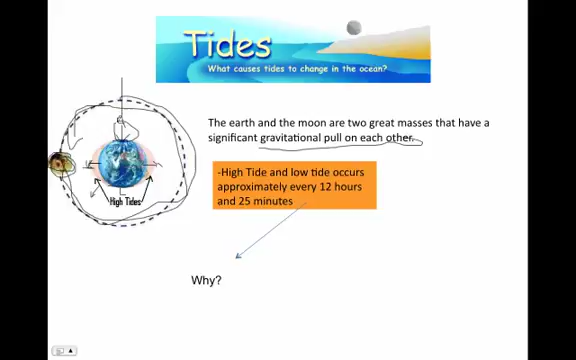 Tides
What causes tides to change in the ocean?
The earth and the moon are two great masses that have a
significant gravitational pull on each other.
-High Tide and low tide occurs
approximately every 12 hours
and 25 minutes
High Tides
Why?